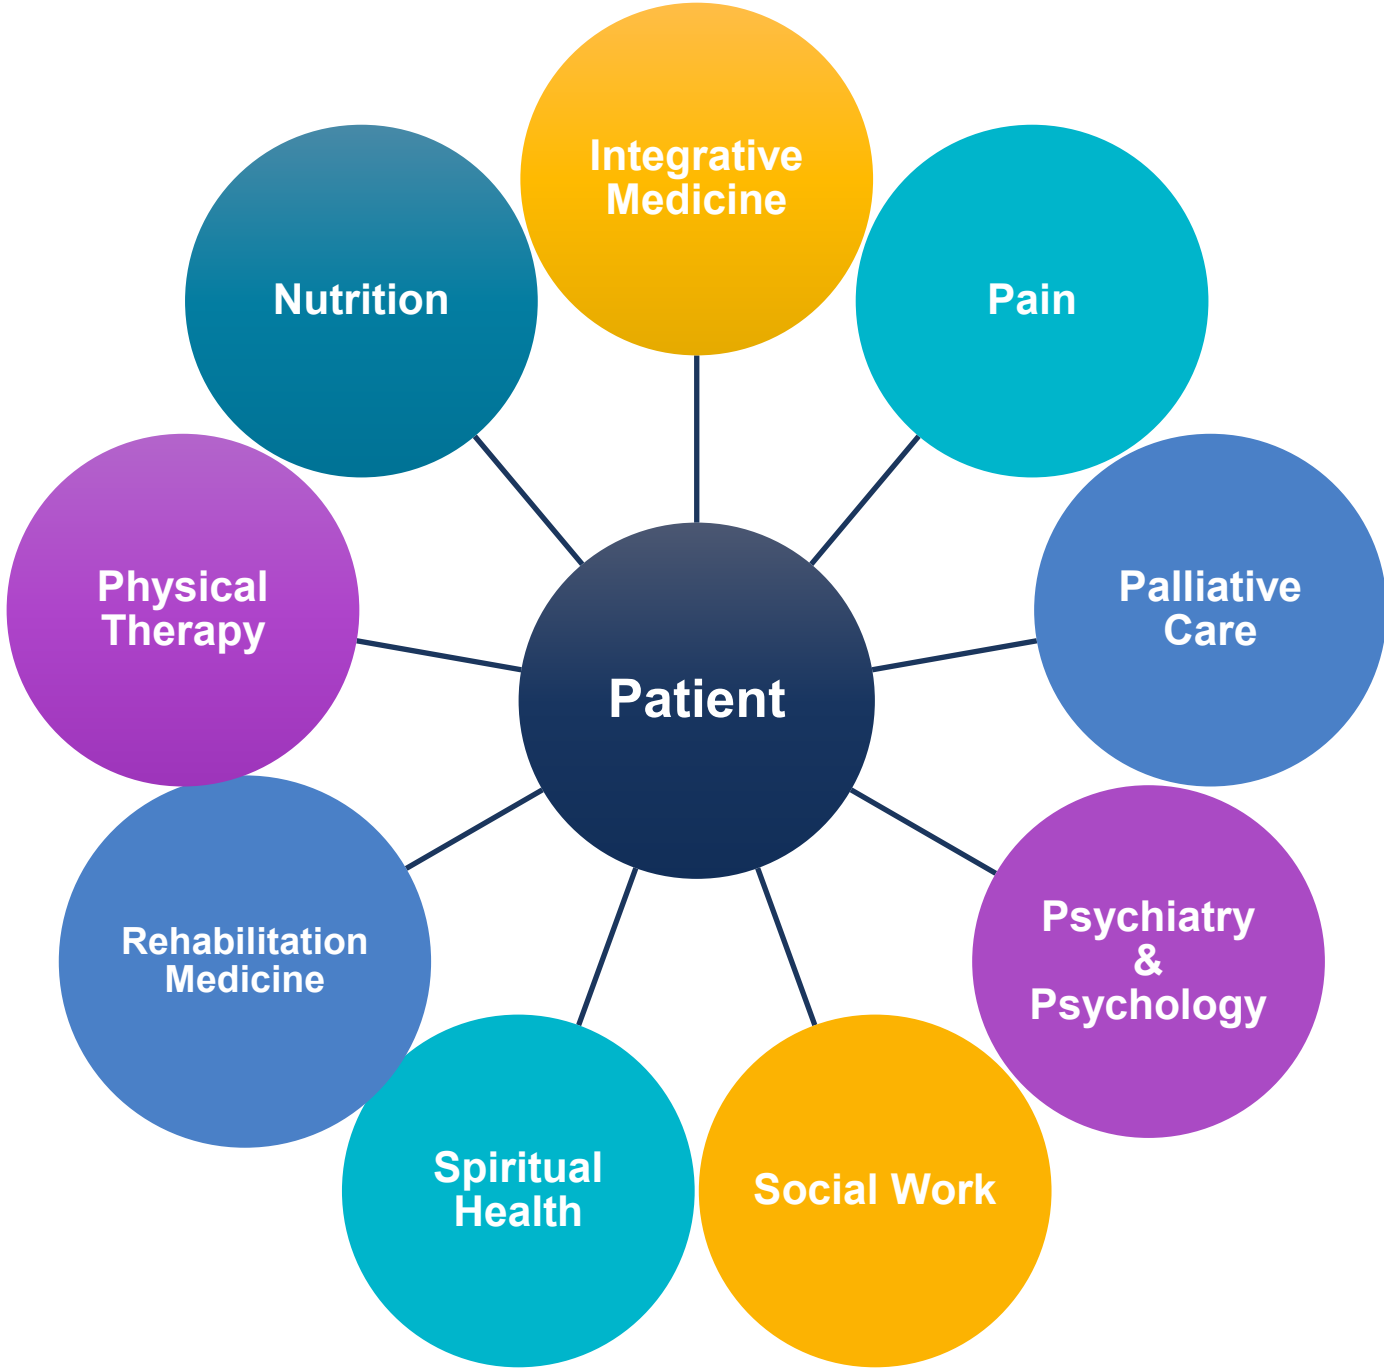 Integrative
Medicine
Pain
Palliative
Care
Psychiatry
&
Psychology
Social Work
Spiritual
Health
Rehabilitation
Medicine
Physical
Therapy
Nutrition
Patient